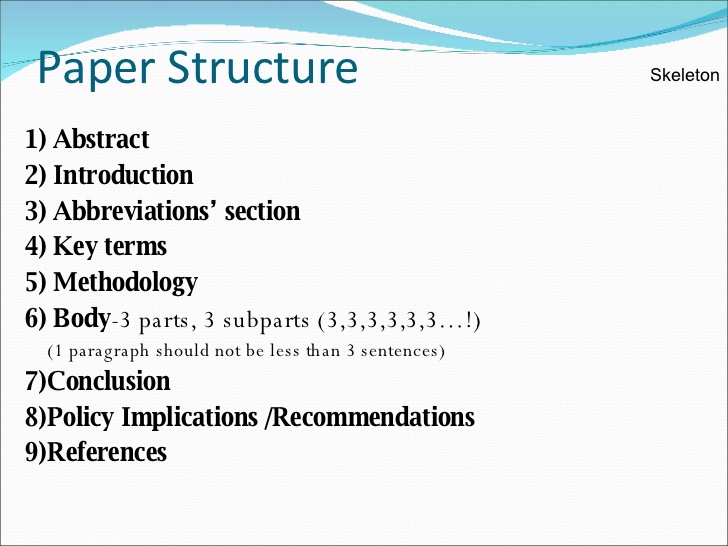 Paper Structure
Skeleton
1) Abstract
2) Introduction
3) Abbreviations’ section
4) Key terms
5) Methodology
6) Body-3 parts, 3 subparts (3,3,3,3,3,3…!)
(1 paragraph should not be less than 3 sentences)
7)Conclusion
8)Policy Implications /Recommendations
9)References